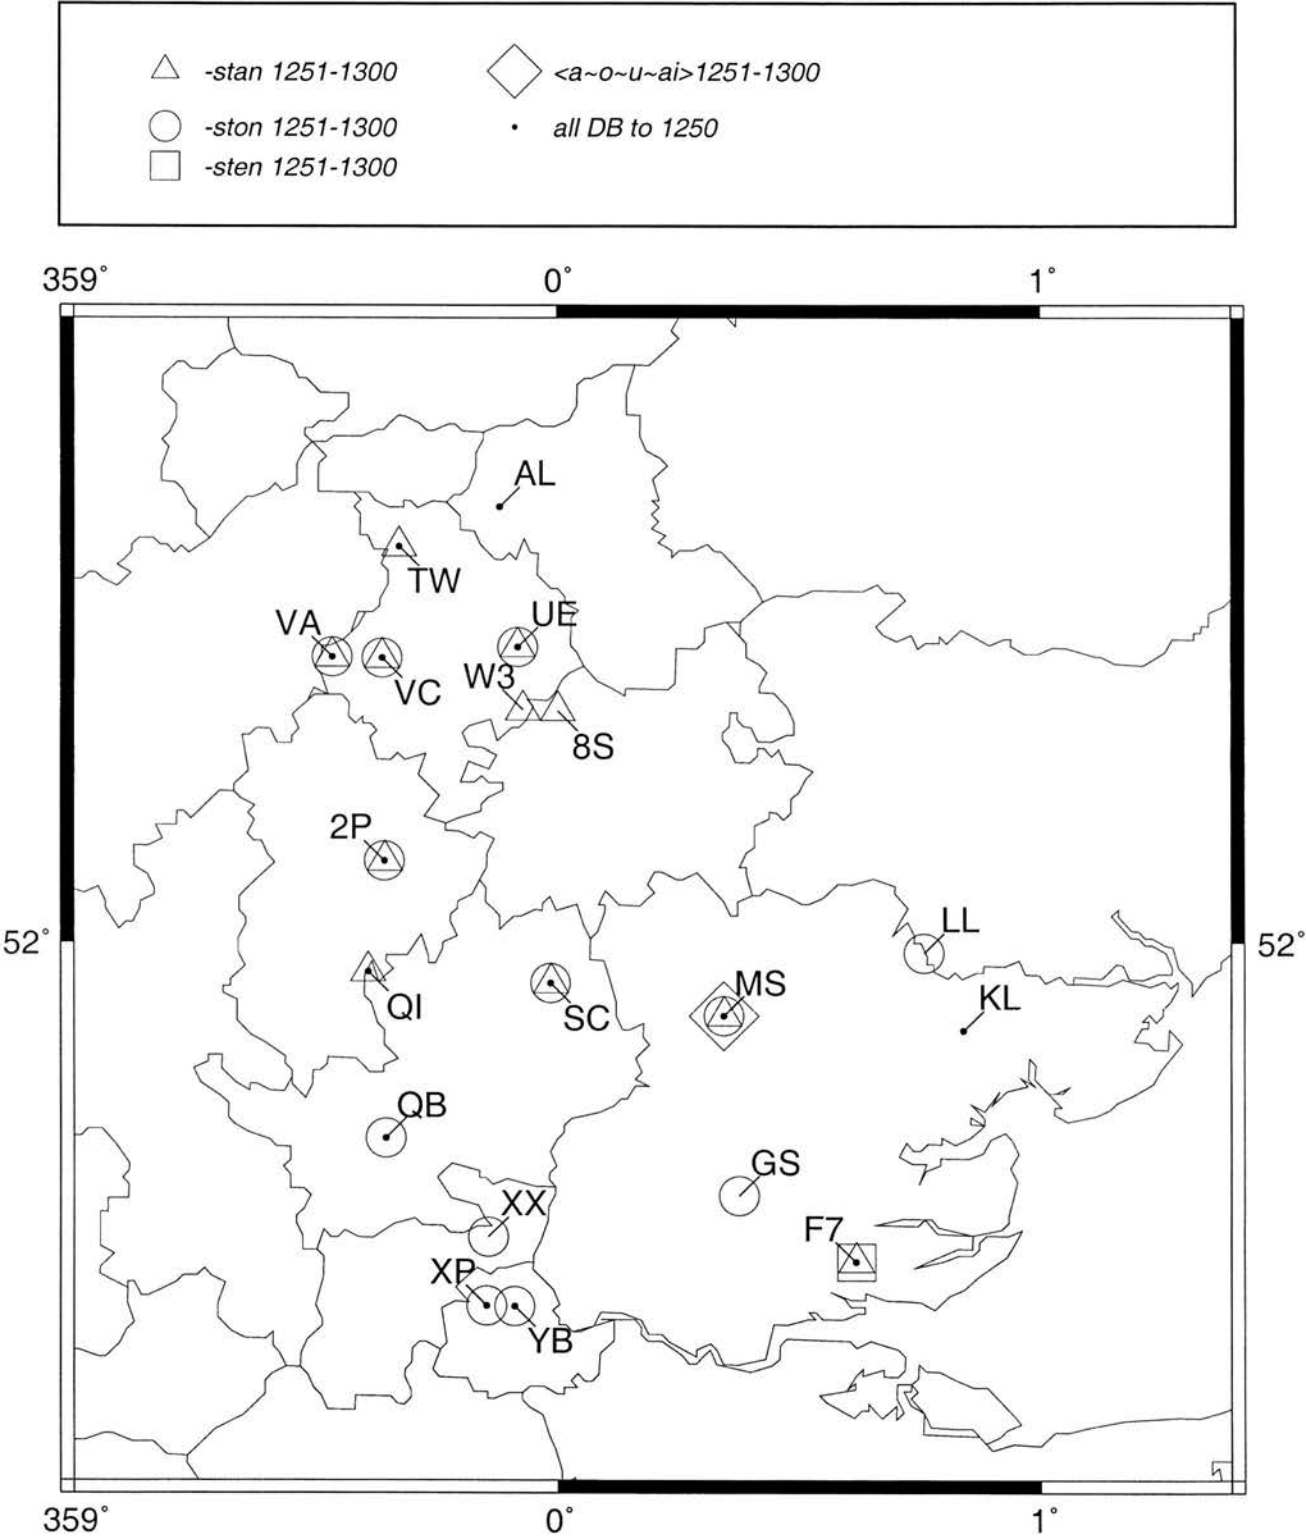 -stan 1251-1300 <a~o~u~ai>1251-1300
-ston 1251-1300 all DB to 1250
-sten 1251-1300
359° 0° 1°
AL
TW
VA UE
VC W3
8S
2P
52° LL 52°
QI SC MS KL
QB
GS
XX
F7
XP
YB
359° 0° 1°